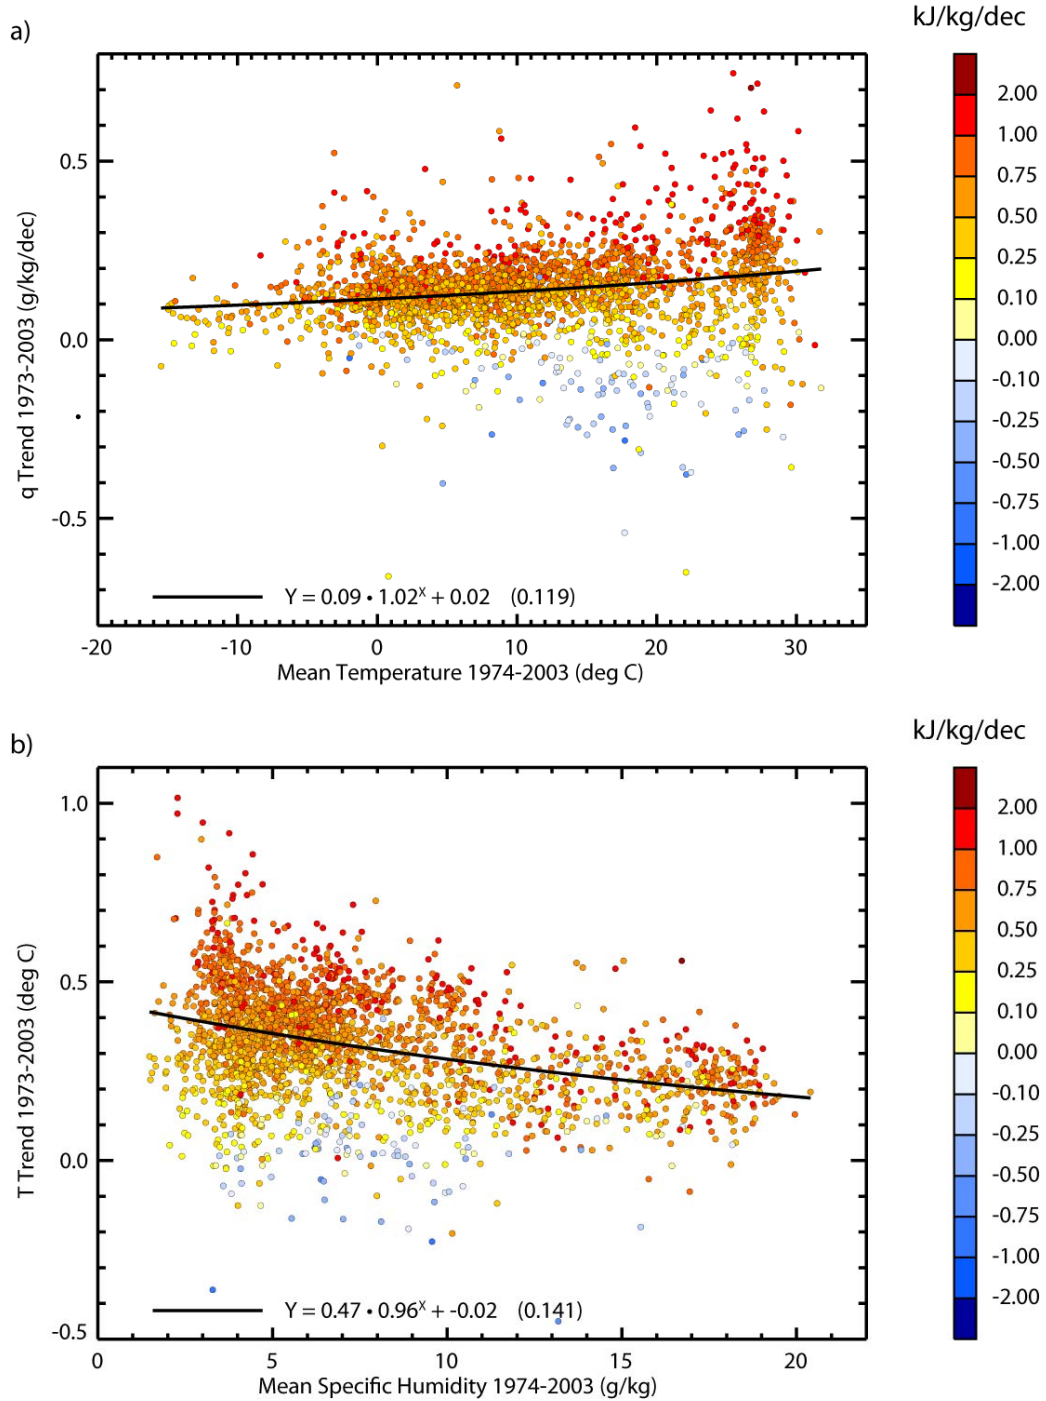 a)
kJ/kg/dec
2.00
1.00
0.75
0.50
0.25
0.10
0.00
-0.10
-0.25
-0.50
-0.75
-1.00
-2.00
q Trend 1973-2003 (g/kg/dec)
0.5
0.0
-0.5
Y = 0.09 • 1.02^X + 0.02 (0.119)
-20 -10 0 10 20 30
Mean Temperature 1974-2003 (deg C)
b)
kJ/kg/dec
2.00
1.00
0.75
0.50
0.25
0.10
0.00
-0.10
-0.25
-0.50
-0.75
-1.00
-2.00
T Trend 1973-2003 (deg C)
1.0
0.5
0.0
-0.5
Y = 0.47 • 0.96^X + -0.02 (0.141)
0 5 10 15 20
Mean Specific Humidity 1974-2003 (g/kg)